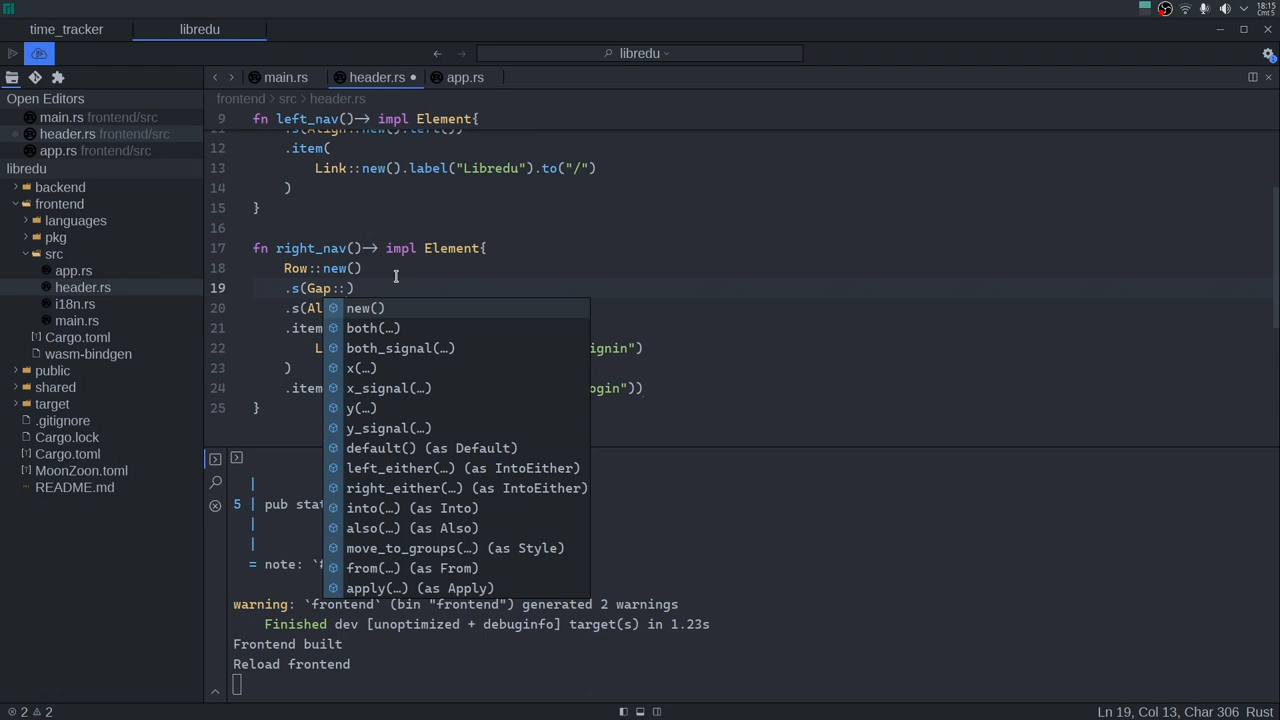 18:15
Cmt 5
time_tracker
libredu
libredu
main.rs
header.rs
app.rs
Open Editors
frontend
src
header.rs
main.rs frontend/src
header.rs frontend/src
app.rs frontend/src
libredu
backend
frontend
languages
pkg
src
app.rs
header.rs
i18n.rs
main.rs
Cargo.toml
wasm-bindgen
public
shared
target
.gitignore
Cargo.lock
Cargo.toml
MoonZoon.toml
README.md
9 fn left_nav()-> impl Element{
.s(Align::new().left())
12 .item(
13 Link::new().label("Libredu").to("/")
14 )
15 }
16
17 fn right_nav()-> impl Element{
18 Row::new()
19 .s(Gap::)
20 .s(Al
21 .item
22 L ignin")
23 )
24 .item ogin"))
25 }
new()
both(…)
both_signal(…)
x(…)
x_signal(…)
y(…)
y_signal(…)
default() (as Default)
left_either(…) (as IntoEither)
right_either(…) (as IntoEither)
into(…) (as Into)
also(…) (as Also)
move_to_groups(…) (as Style)
from(…) (as From)
apply(…) (as Apply)
|
5 | pub stat
|
|
= note: `#
warning: `frontend` (bin "frontend") generated 2 warnings
Finished dev [unoptimized + debuginfo] target(s) in 1.23s
Frontend built
Reload frontend
2 2
Ln 19, Col 13, Char 306 Rust